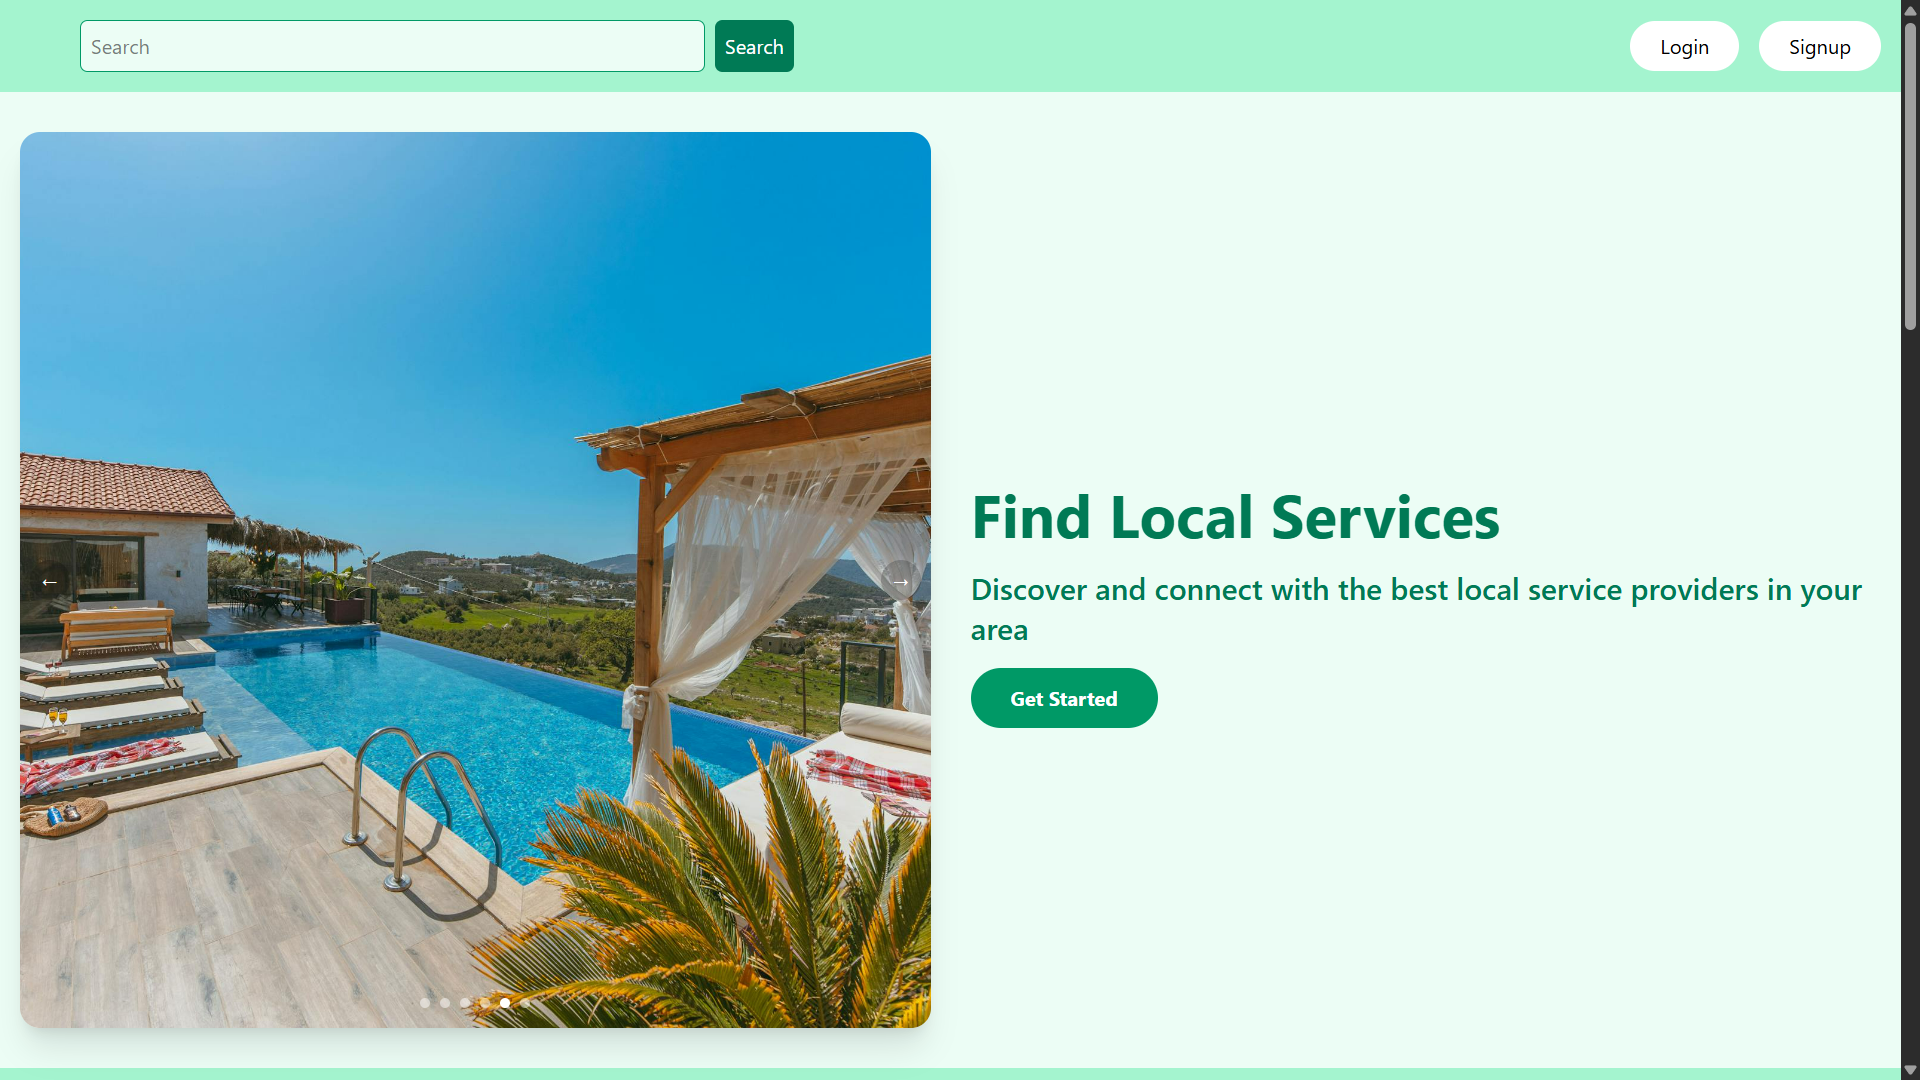 Search
Search
Login
Signup
←
→
Find Local Services
Discover and connect with the best local service providers in your
area
Get Started